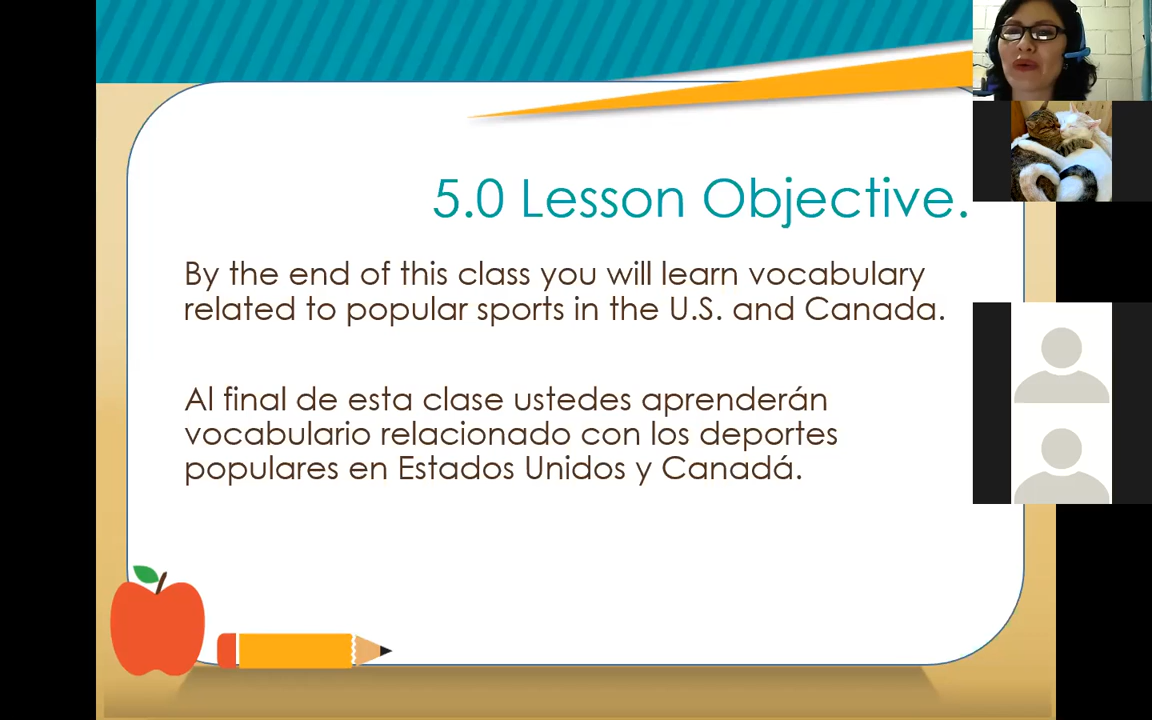 5.0 Lesson Objective.
By the end of this class you will learn vocabulary
related to popular sports in the U.S. and Canada.
Al final de esta clase ustedes aprenderán
vocabulario relacionado con los deportes
populares en Estados Unidos y Canadá.